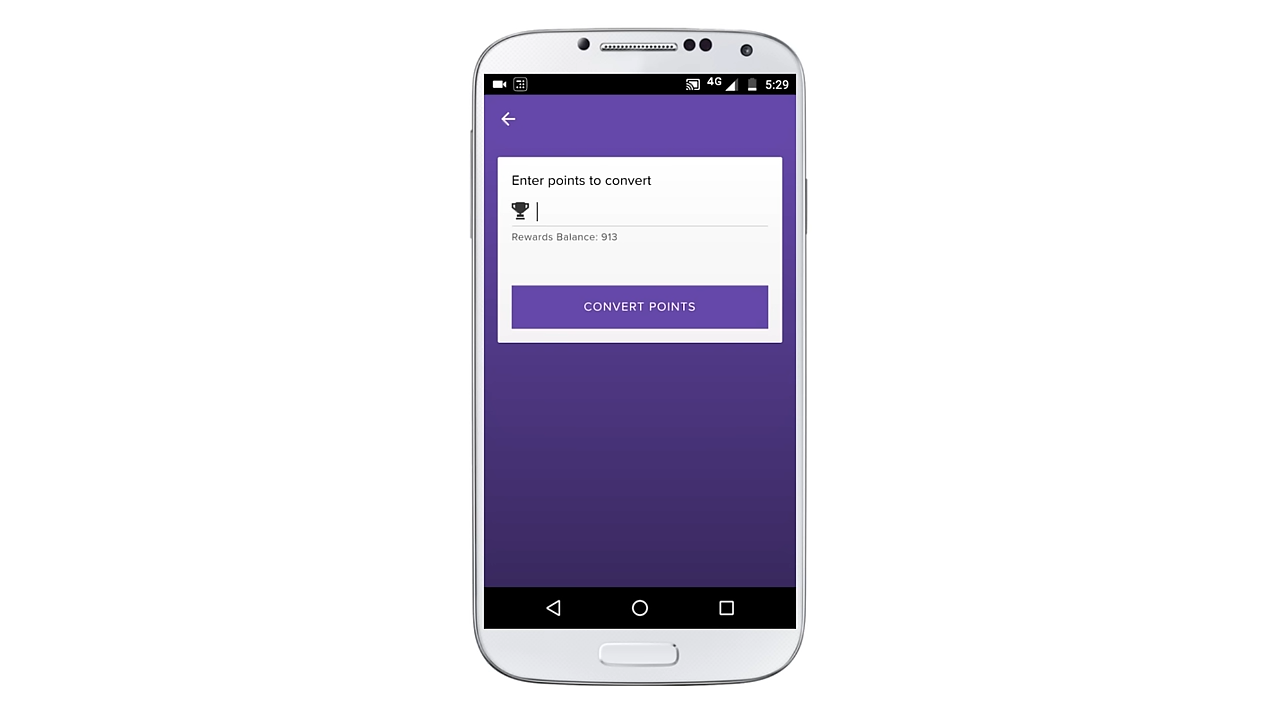 4G 5:29
Enter points to convert
Rewards Balance: 913
CONVERT POINTS